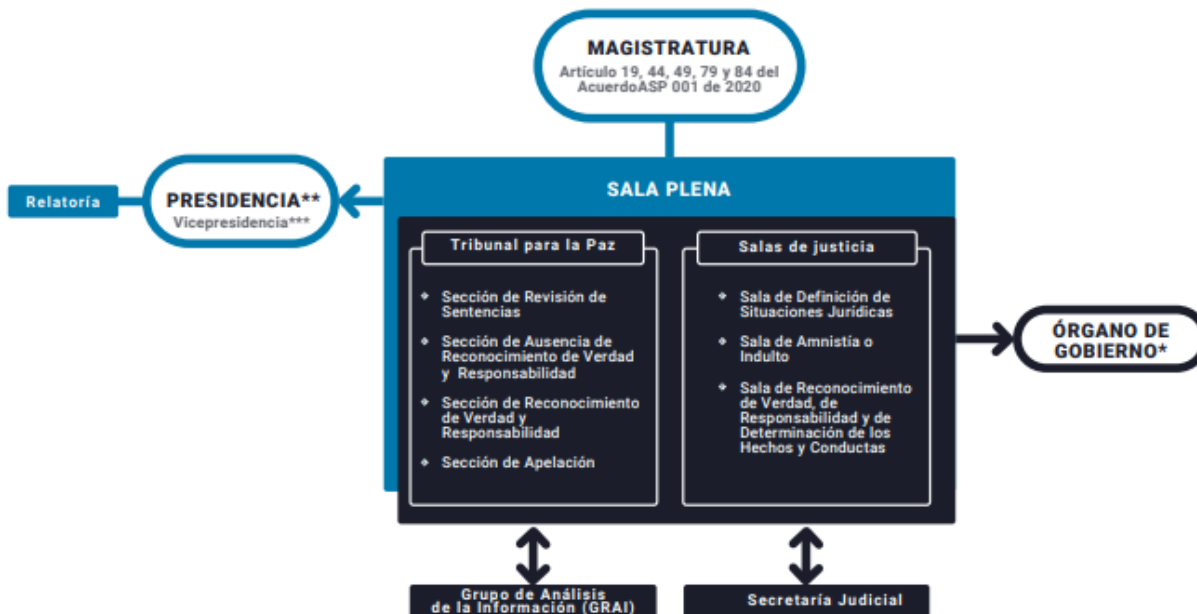 MAGISTRATURA
Artículo 19, 44, 49, 79 y 84 del
AcuerdoASP 001 de 2020
SALA PLENA
Relatoría
PRESIDENCIA**
Vicepresidencia***
Tribunal para la Paz
Sección de Revisión de
Sentencias
Sección de Ausencia de
Reconocimiento de Verdad
y Responsabilidad
Sección de Reconocimiento
de Verdad y
Responsabilidad
Sección de Apelación
Salas de justicia
Sala de Definición de
Situaciones Jurídicas
Sala de Amnistía o
Indulto
Sala de Reconocimiento
de Verdad, de
Responsabilidad y de
Determinación de los
Hechos y Conductas
ÓRGANO DE
GOBIERNO*
Grupo de Análisis
de la Información (GRAI)
Secretaría Judicial